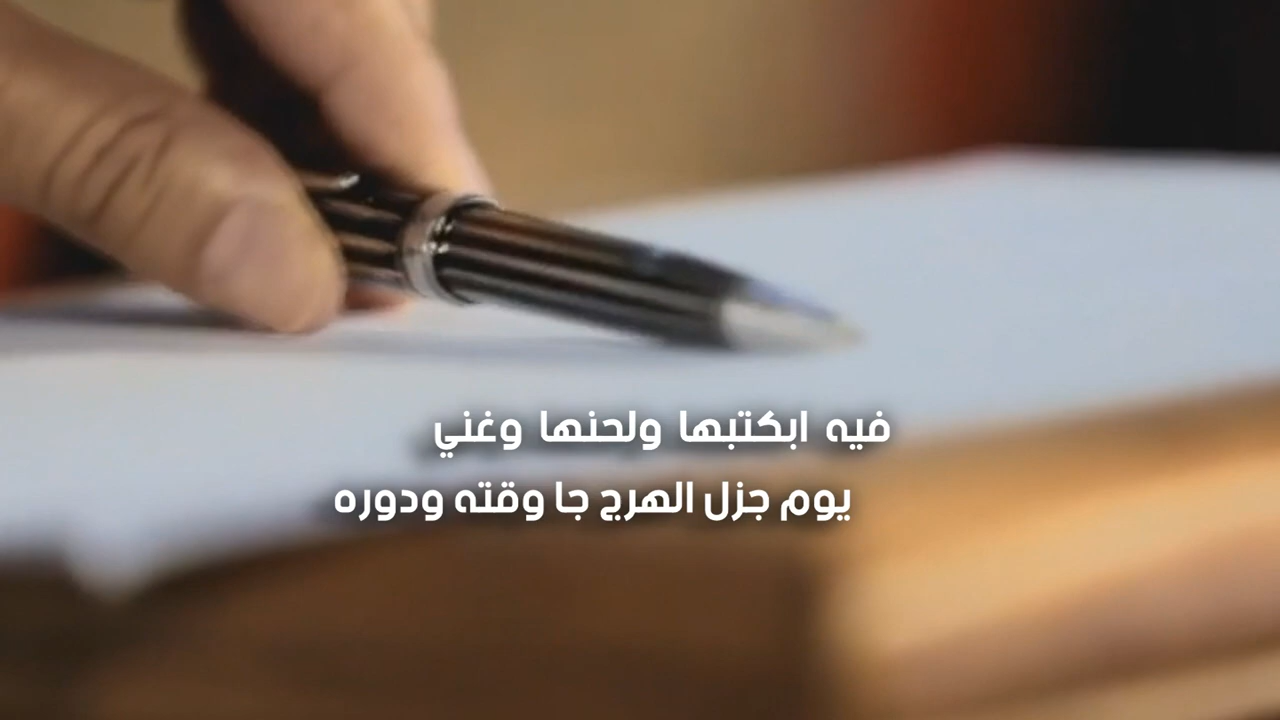 فيه ابكتبها ولحنها وغني
يوم جزل الهرج جا وقته ودوره